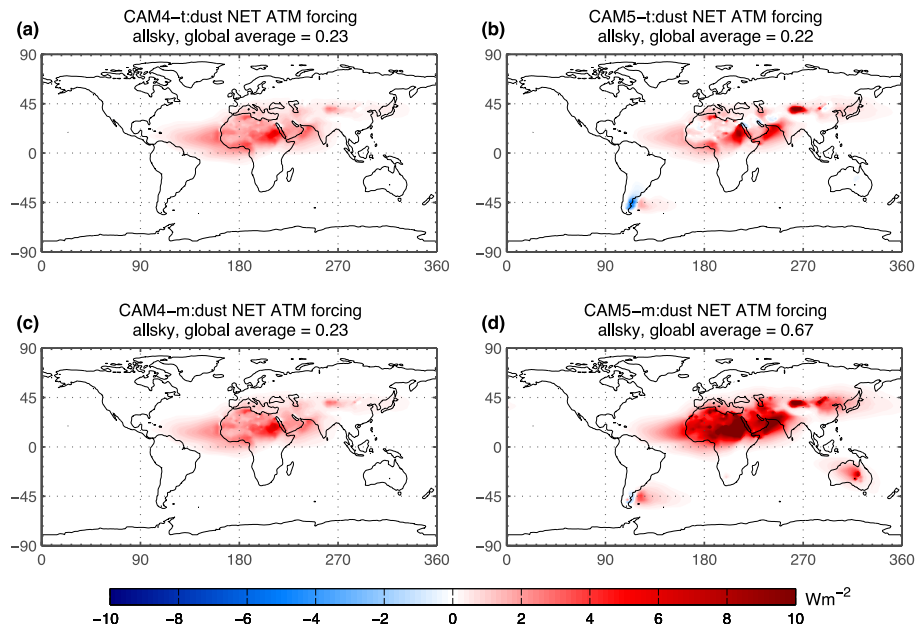 (a) CAM4-t:dust NET ATM forcing
allsky, global average = 0.23
90
45
0
-45
-90
0 90 180 270 360
(b) CAM5-t:dust NET ATM forcing
allsky, global average = 0.22
90
45
0
-45
-90
0 90 180 270 360
(c) CAM4-m:dust NET ATM forcing
allsky, global average = 0.23
90
45
0
-45
-90
0 90 180 270 360
(d) CAM5-m:dust NET ATM forcing
allsky, gloabl average = 0.67
90
45
0
-45
-90
0 90 180 270 360
-10 -8 -6 -4 -2 0 2 4 6 8 10
Wm⁻²